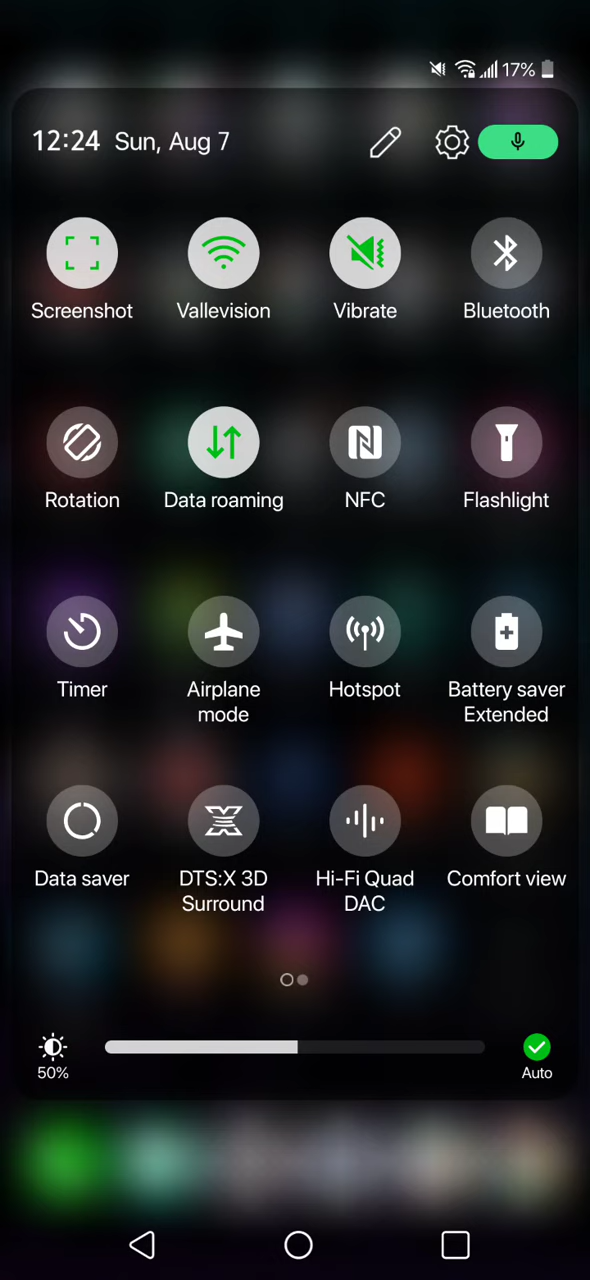 17%
12:24 Sun, Aug 7
Screenshot Vallevision Vibrate Bluetooth
Rotation Data roaming NFC Flashlight
Timer Airplane mode Hotspot Battery saver Extended
Data saver DTS:X 3D Surround Hi-Fi Quad DAC Comfort view
50% Auto